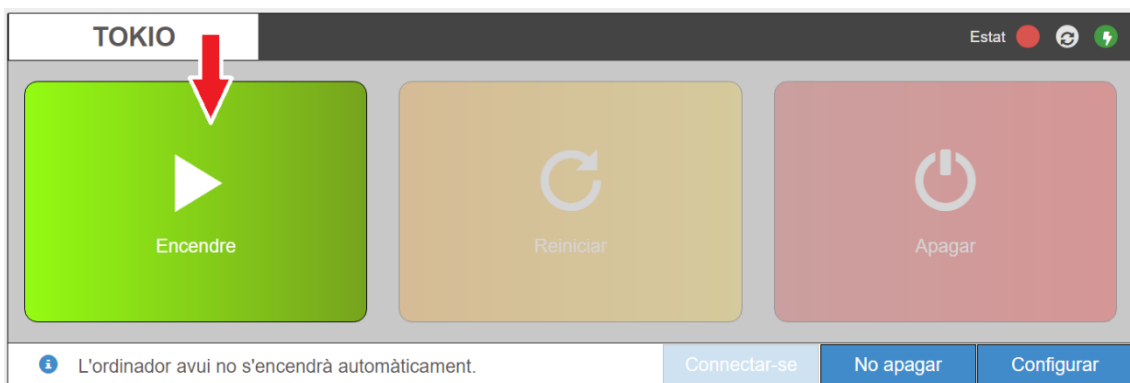 TOKIO
Estat
Encendre
Reiniciar
Apagar
L'ordinador avui no s'encendrà automàticament.
Connectar-se
No apagar
Configurar